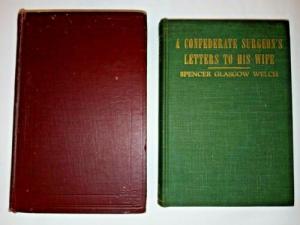 A CONFEDERATE SURGEON'S
LETTERS TO HIS WIFE
SPENCER GLASGOW WELCH